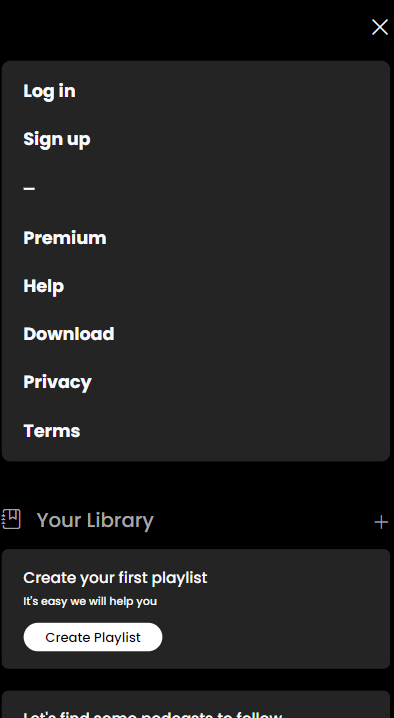 Log in
Sign up
–
Premium
Help
Download
Privacy
Terms
Your Library
Create your first playlist
It's easy we will help you
Create Playlist
Let's find some podcasts to follow